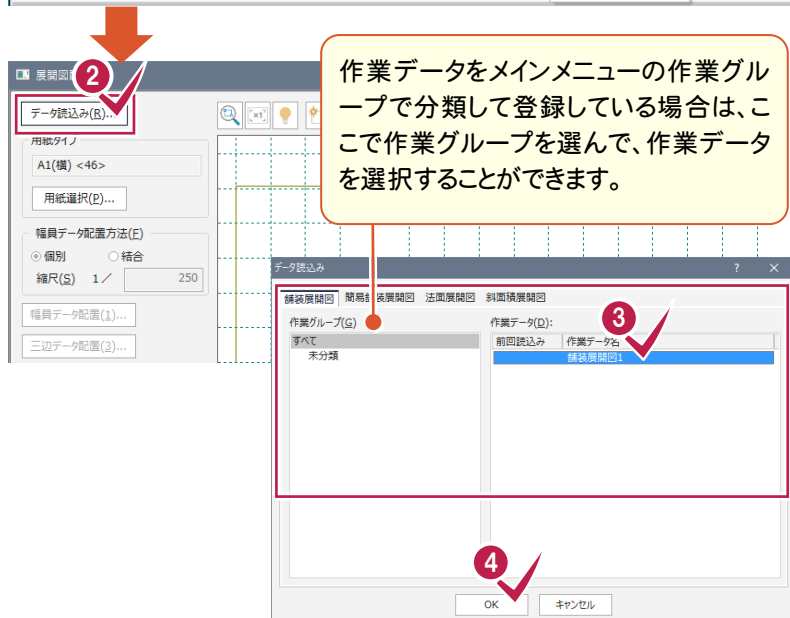 2
展開図
データ読込み(R)...
用紙タイプ
A1(横) <46>
用紙選択(P)...
幅員データ配置方法(F)
個別 結合
縮尺(S) 1／ 250
幅員データ配置(1)...
三辺データ配置(3)...
作業データをメインメニューの作業グル
ープで分類して登録している場合は、こ
こで作業グループを選んで、作業データ
を選択することができます。
データ読込み ? ×
舗装展開図 簡易舗装展開図 法面展開図 斜面積展開図
3
作業グループ(G) 作業データ(D):
すべて
未分類
前回読込み 作業データ名
舗装展開図1
4
OK キャンセル